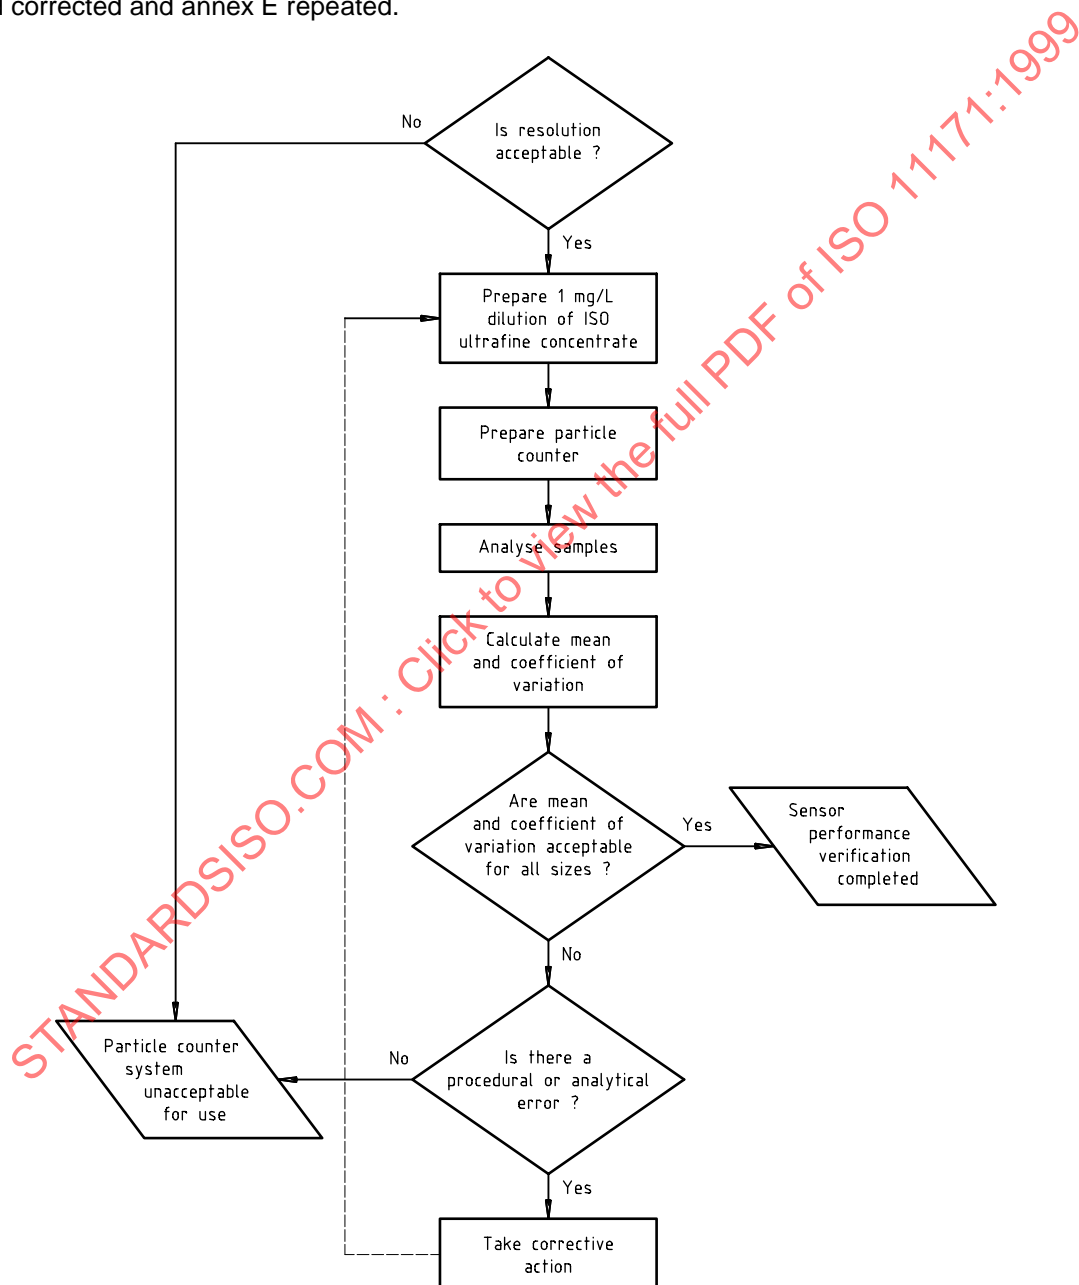 corrected and annex E repeated.
No
Is resolution
acceptable ?
Yes
Prepare 1 mg/L
dilution of ISO
ultrafine concentrate
Prepare particle
counter
Analyse samples
Calculate mean
and coefficient of
variation
Are mean
and coefficient of
variation acceptable
for all sizes ?
Yes
Sensor
performance
verification
completed
No
Is there a
procedural or analytical
error ?
No
Particle counter
system
unacceptable
for use
Yes
Take corrective
action
STANDARDSISO.COM : Click to view the full PDF of ISO 11171:1999